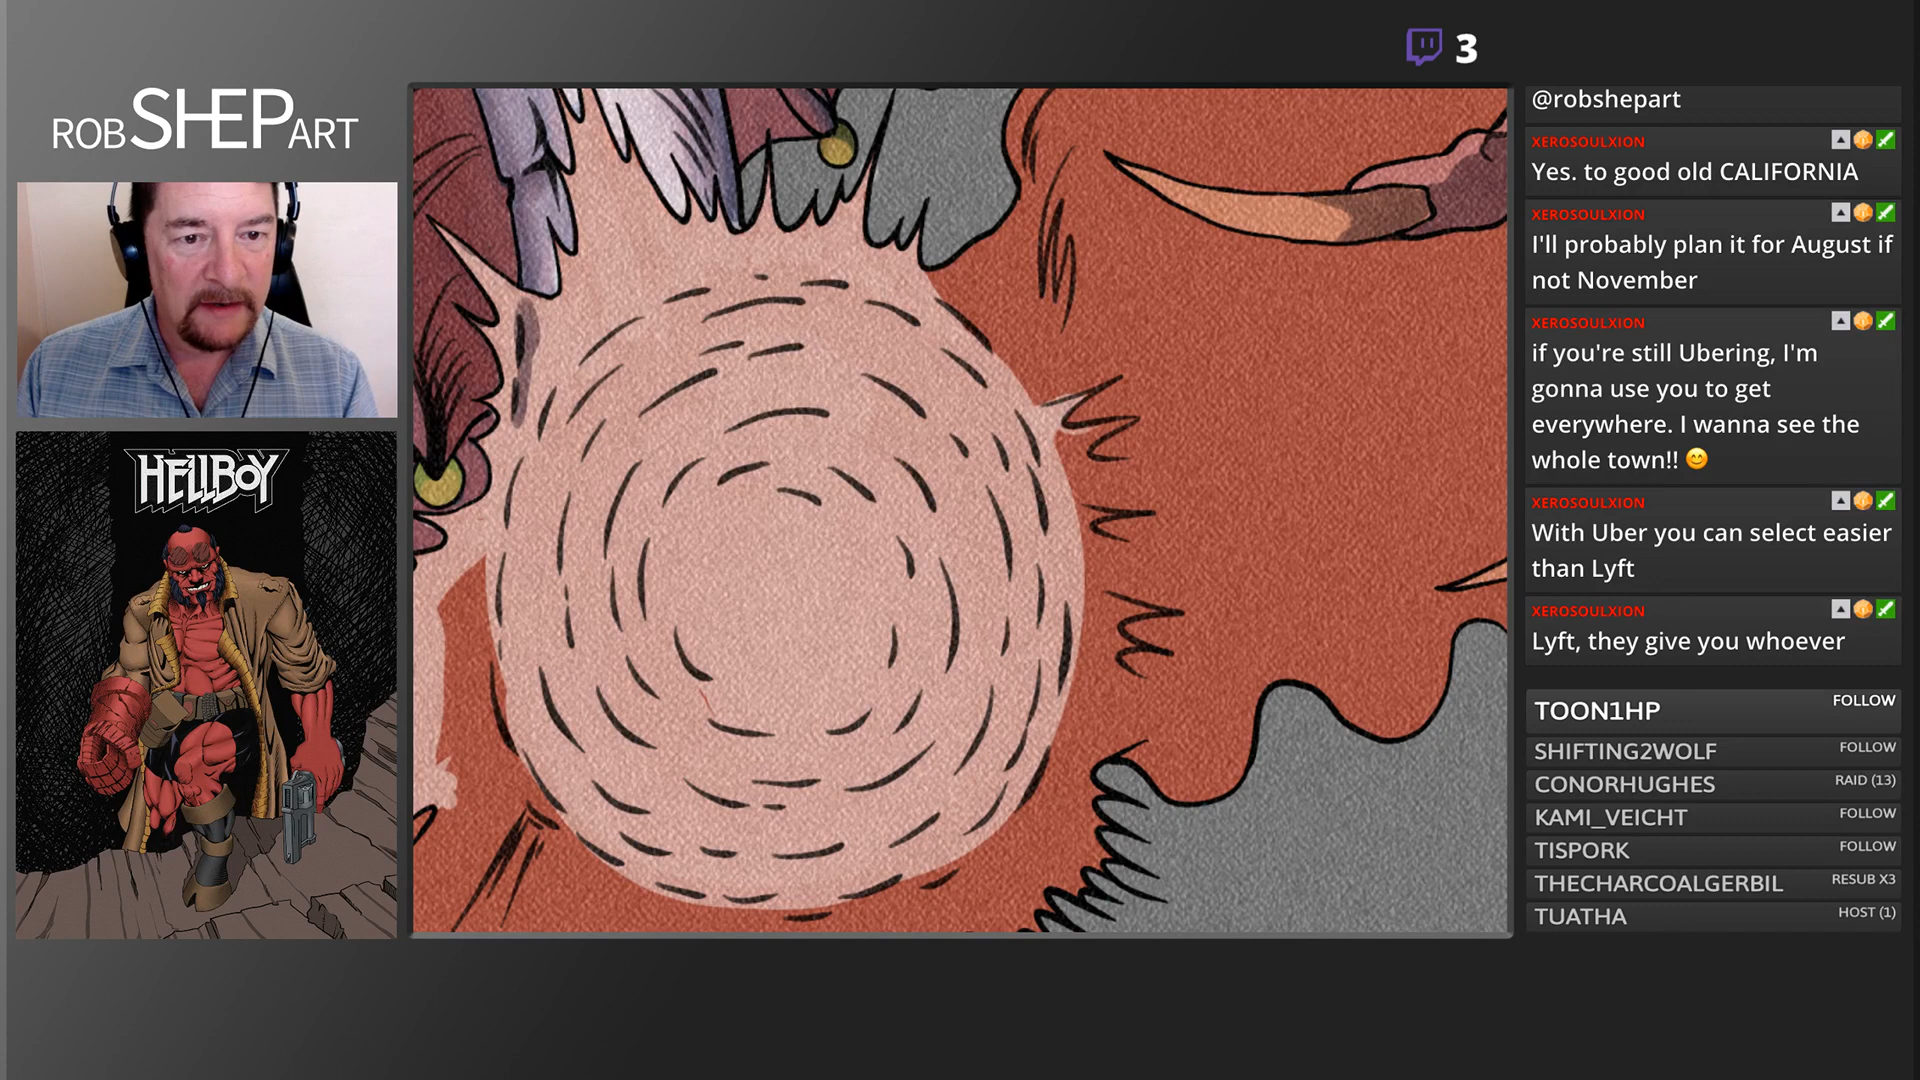 3
ROB SHEP ART
HELLBOY
@robshepart
XEROSOULXION
Yes. to good old CALIFORNIA
XEROSOULXION
I'll probably plan it for August if
not November
XEROSOULXION
if you're still Ubering, I'm
gonna use you to get
everywhere. I wanna see the
whole town!! 😊
XEROSOULXION
With Uber you can select easier
than Lyft
XEROSOULXION
Lyft, they give you whoever
TOON1HP FOLLOW
SHIFTING2WOLF FOLLOW
CONORHUGHES RAID (13)
KAMI_VEICHT FOLLOW
TISPORK FOLLOW
THECHARCOALGERBIL RESUB X3
TUATHA HOST (1)